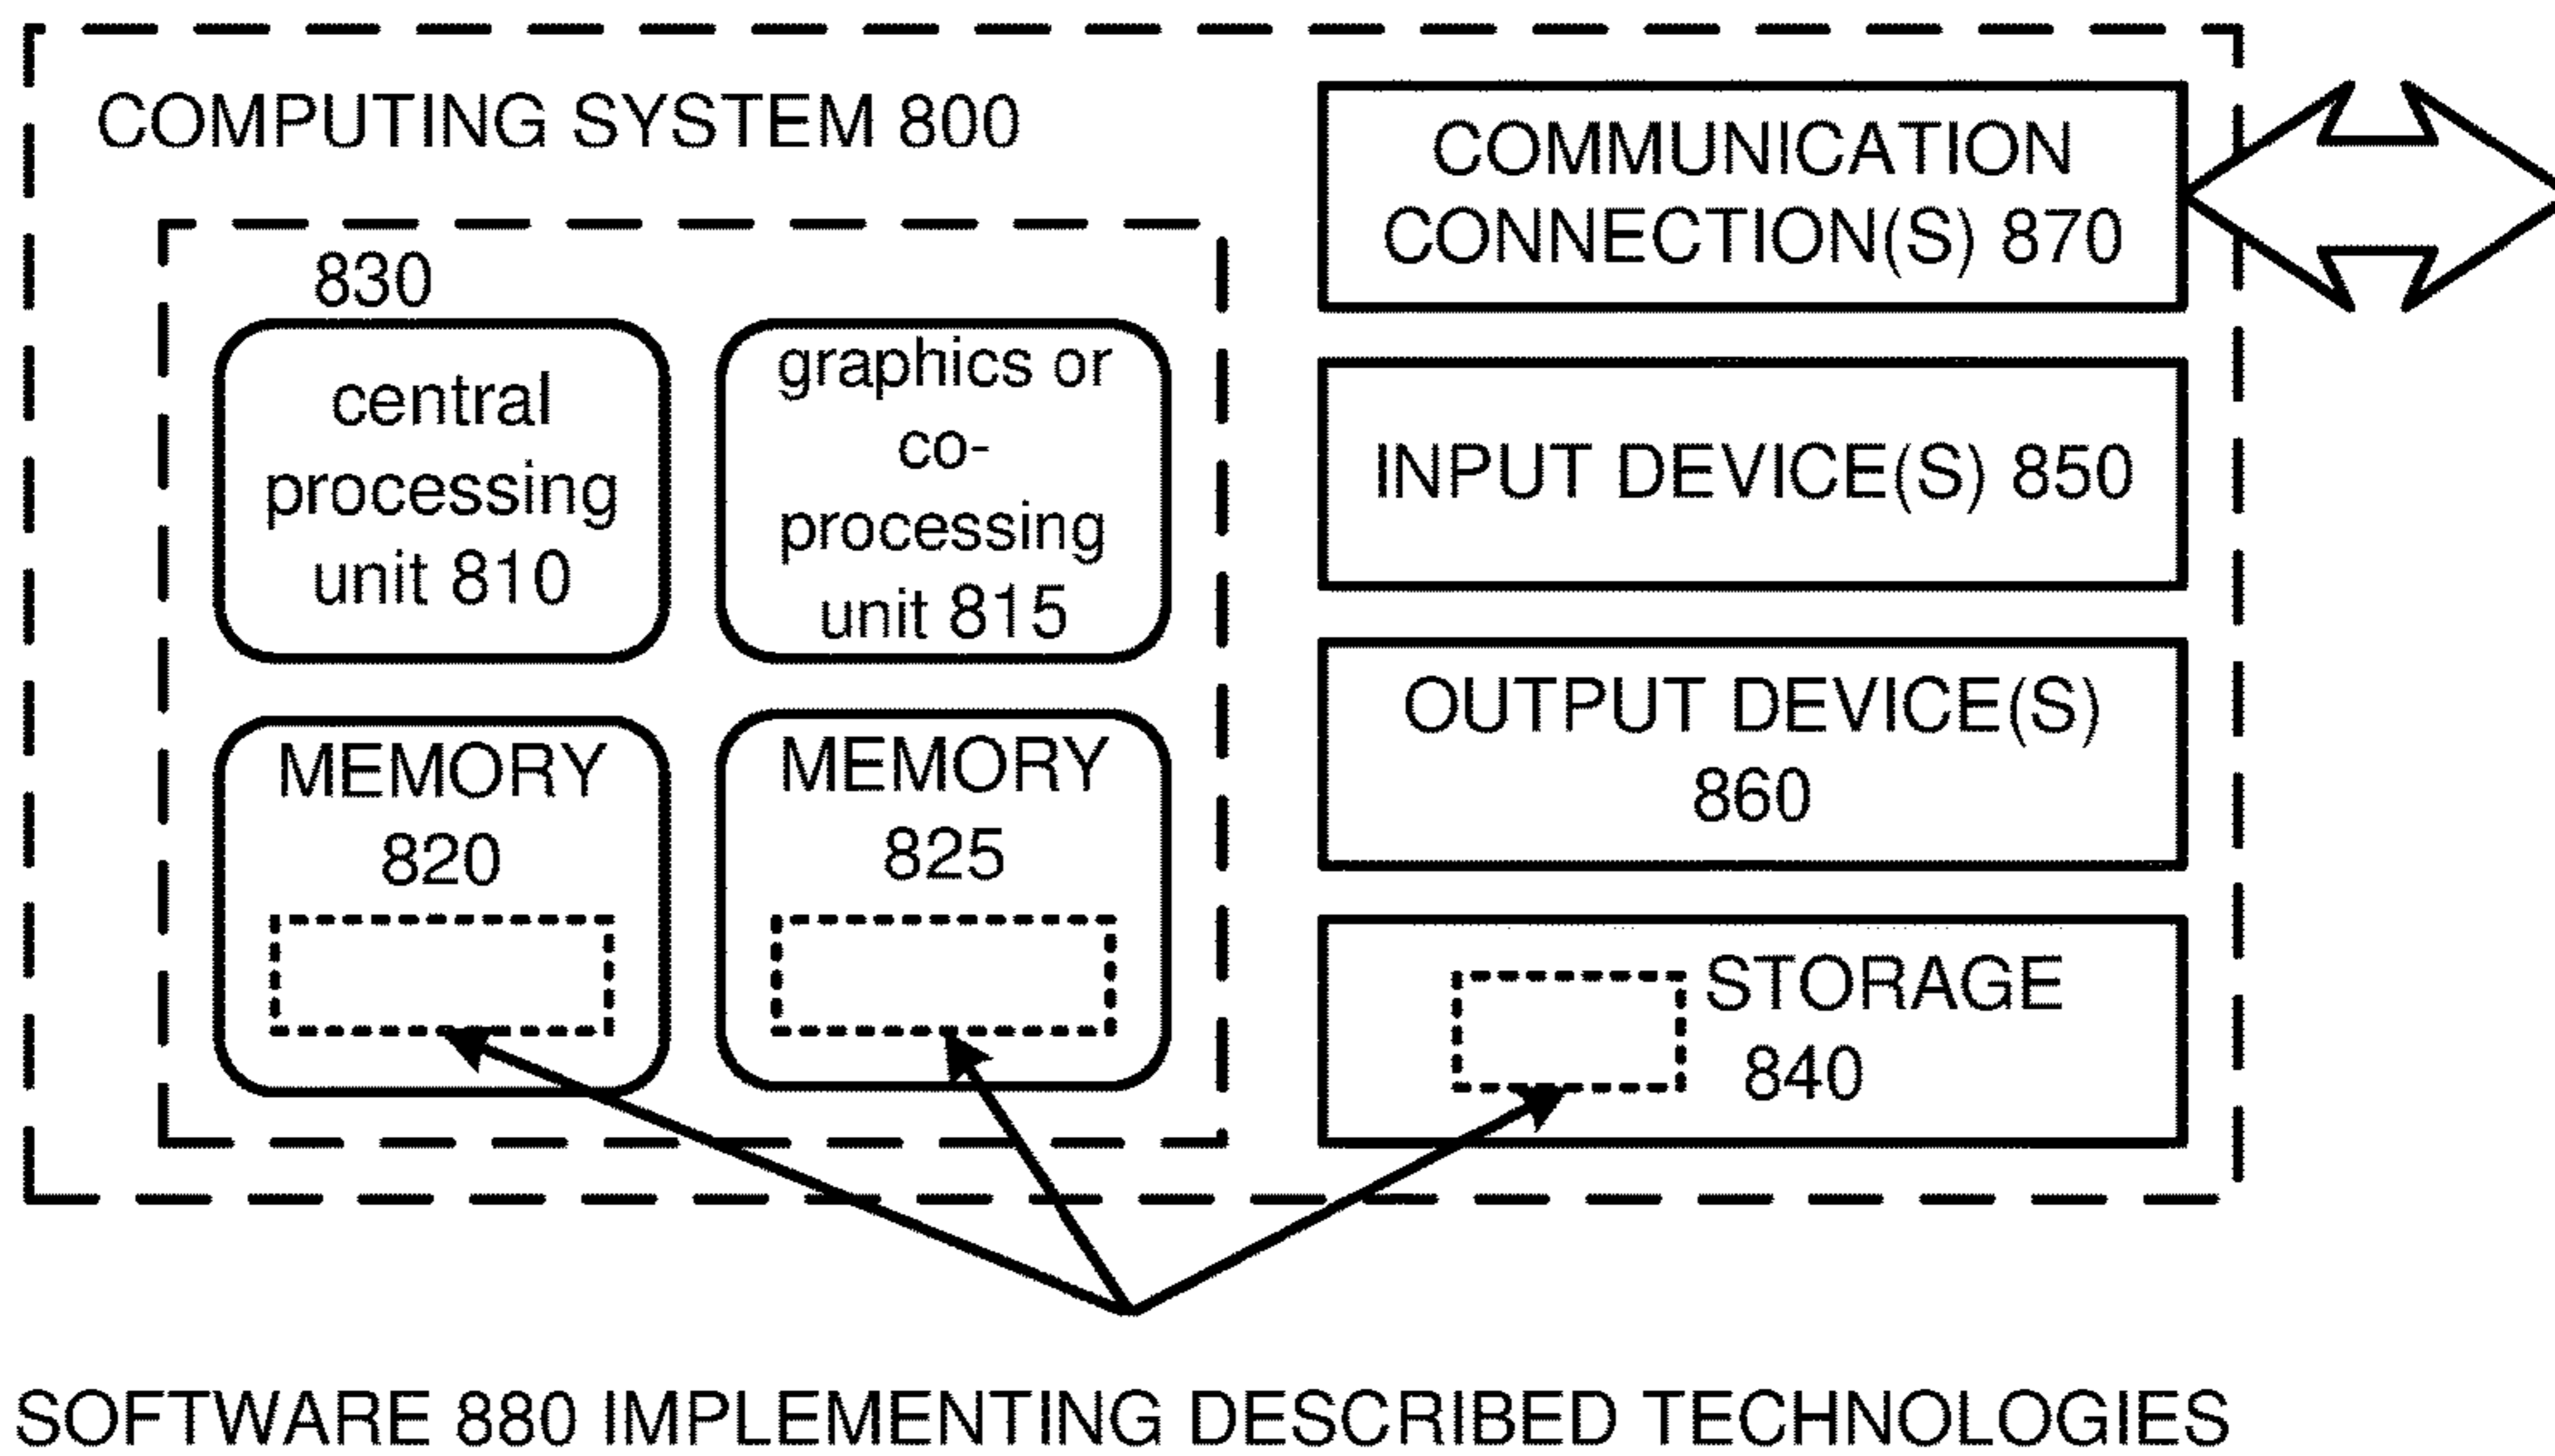 COMPUTING SYSTEM 800
830
central
processing
unit 810
graphics or
co-
processing
unit 815
MEMORY
820
MEMORY
825
COMMUNICATION
CONNECTION(S) 870
INPUT DEVICE(S) 850
OUTPUT DEVICE(S)
860
STORAGE
840
SOFTWARE 880 IMPLEMENTING DESCRIBED TECHNOLOGIES